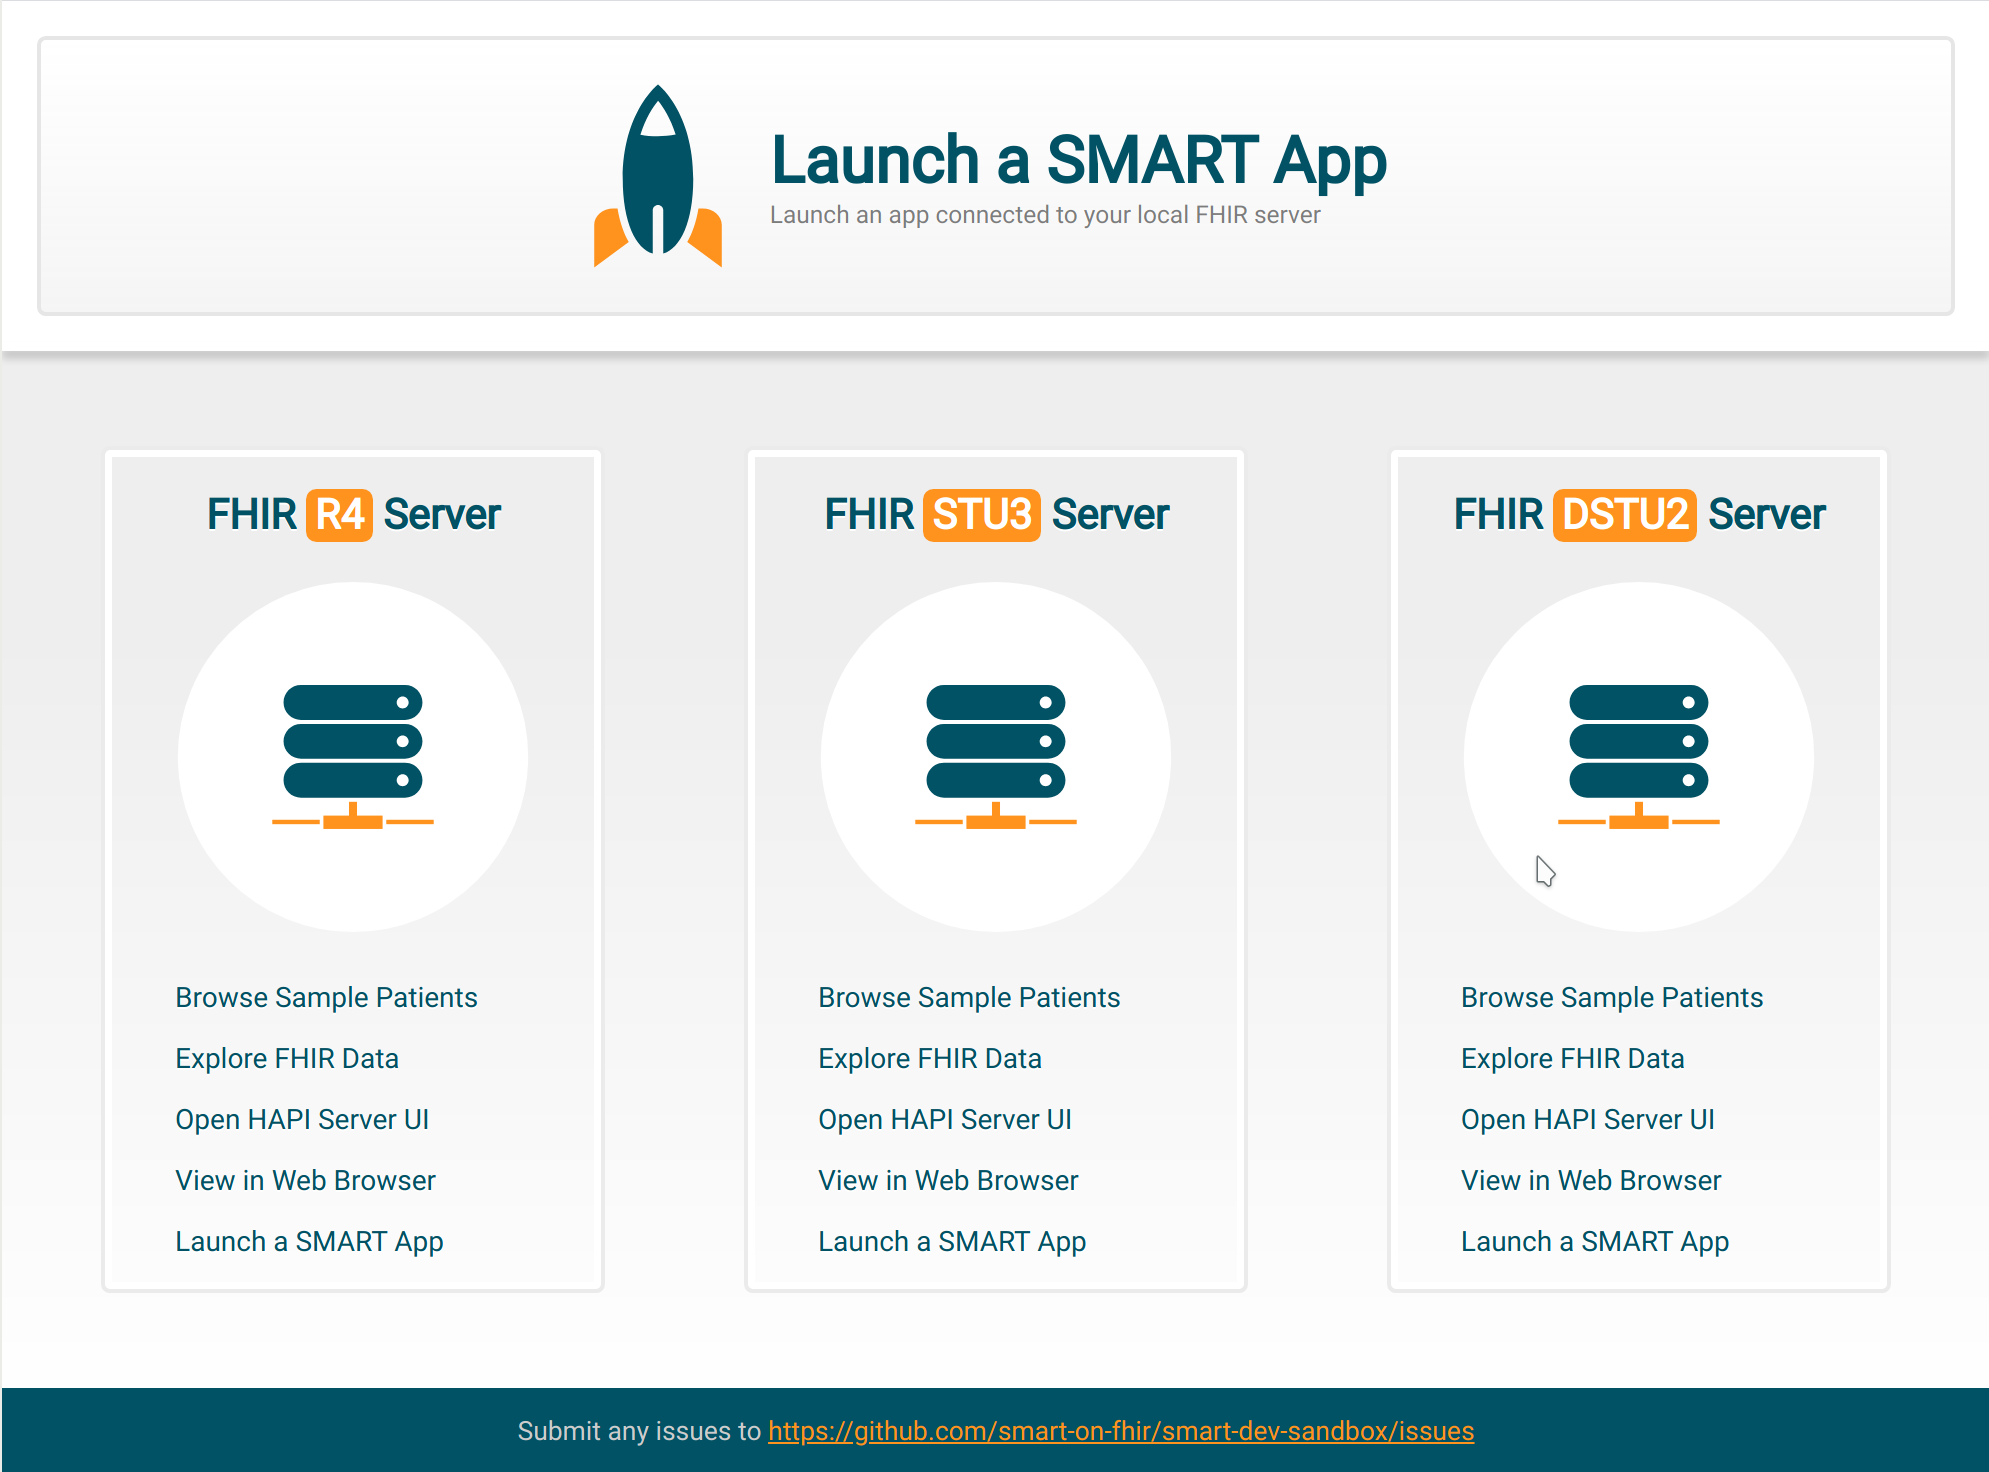 Launch a SMART App
Launch an app connected to your local FHIR server
FHIR R4 Server
Browse Sample Patients
Explore FHIR Data
Open HAPI Server UI
View in Web Browser
Launch a SMART App
FHIR STU3 Server
Browse Sample Patients
Explore FHIR Data
Open HAPI Server UI
View in Web Browser
Launch a SMART App
FHIR DSTU2 Server
Browse Sample Patients
Explore FHIR Data
Open HAPI Server UI
View in Web Browser
Launch a SMART App
Submit any issues to https://github.com/smart-on-fhir/smart-dev-sandbox/issues